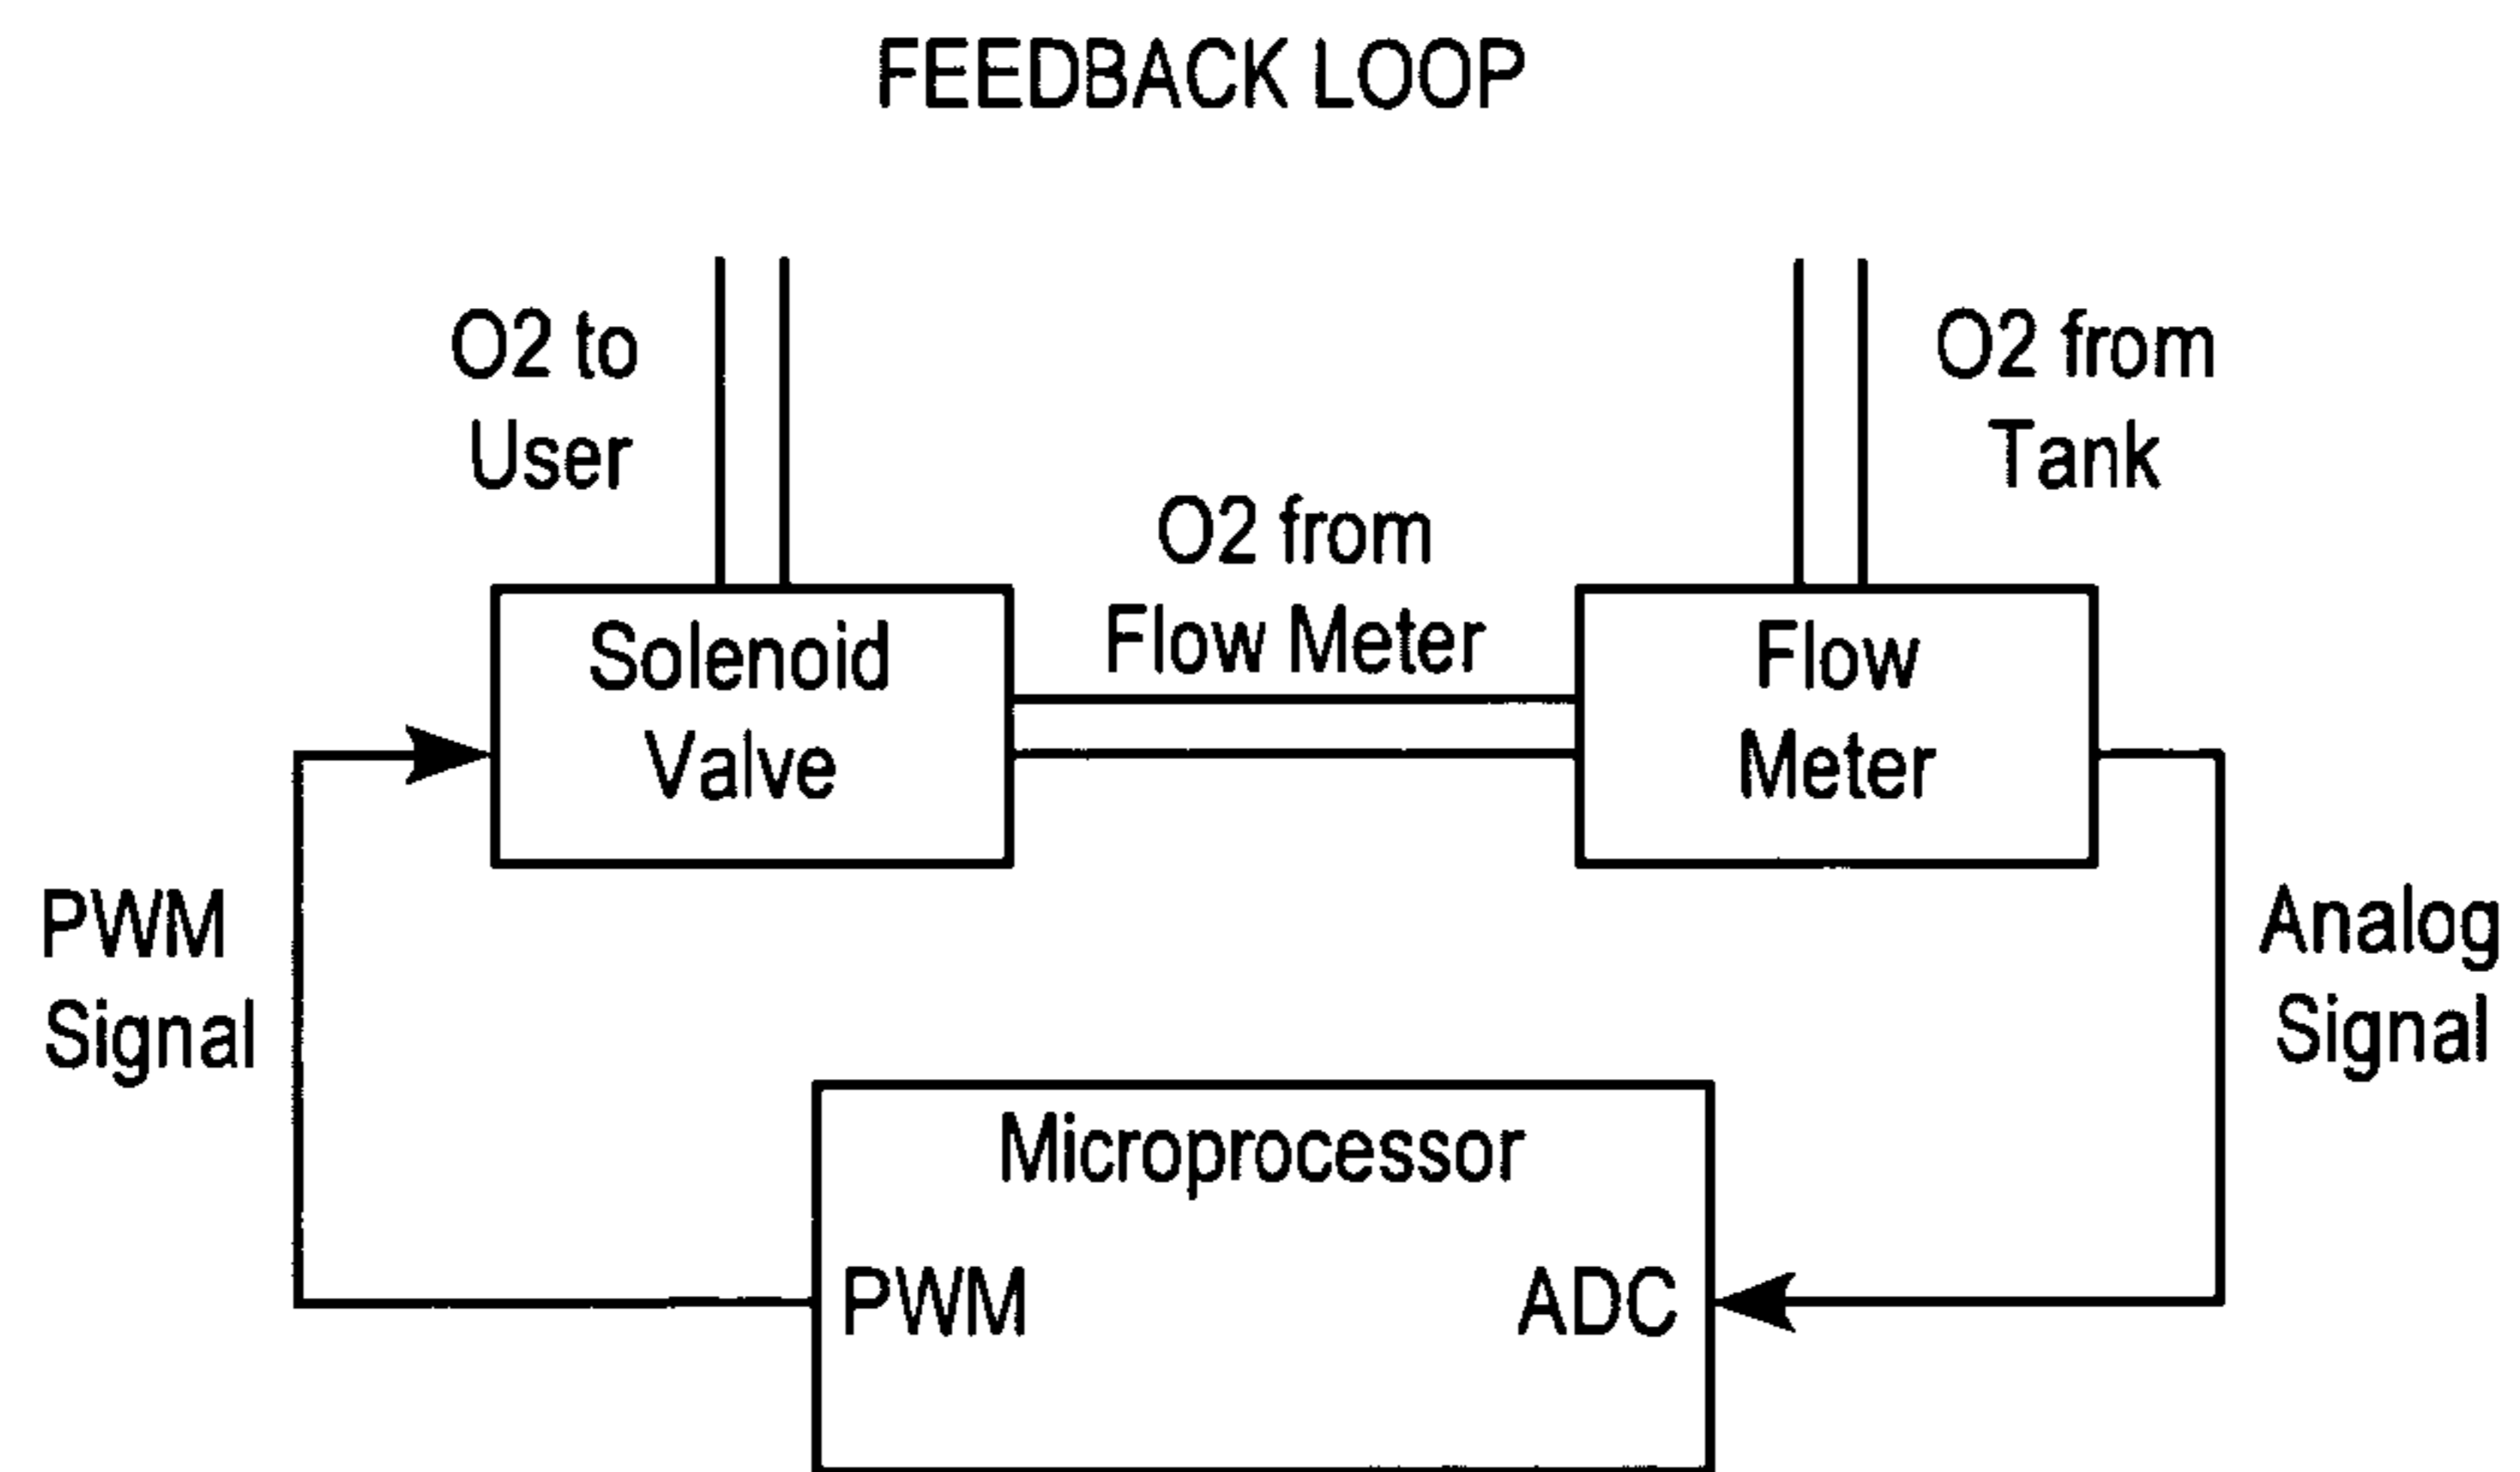 FEEDBACK LOOP
O2 to
User
O2 from
Tank
O2 from
Flow Meter
Solenoid
Valve
Flow
Meter
PWM
Signal
Analog
Signal
Microprocessor
PWM
ADC